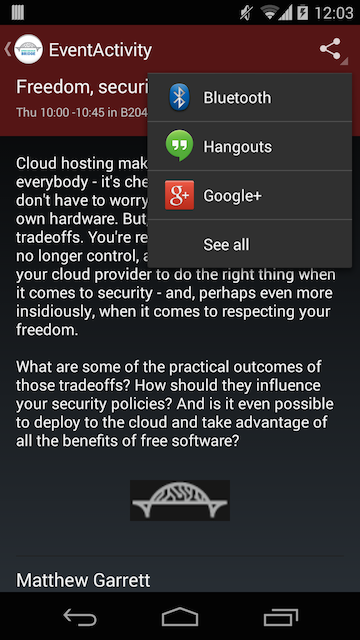 12:03
EventActivity
Freedom, securi
Thu 10:00 -10:45 in B204
Bluetooth
Hangouts
Google+
See all
Cloud hosting mak
everybody - it's che
don't have to worry
own hardware. But,
tradeoffs. You're re
no longer control, a
your cloud provider to do the right thing when
it comes to security - and, perhaps even more
insidiously, when it comes to respecting your
freedom.
What are some of the practical outcomes of
those tradeoffs? How should they influence
your security policies? And is it even possible
to deploy to the cloud and take advantage of
all the benefits of free software?
Matthew Garrett